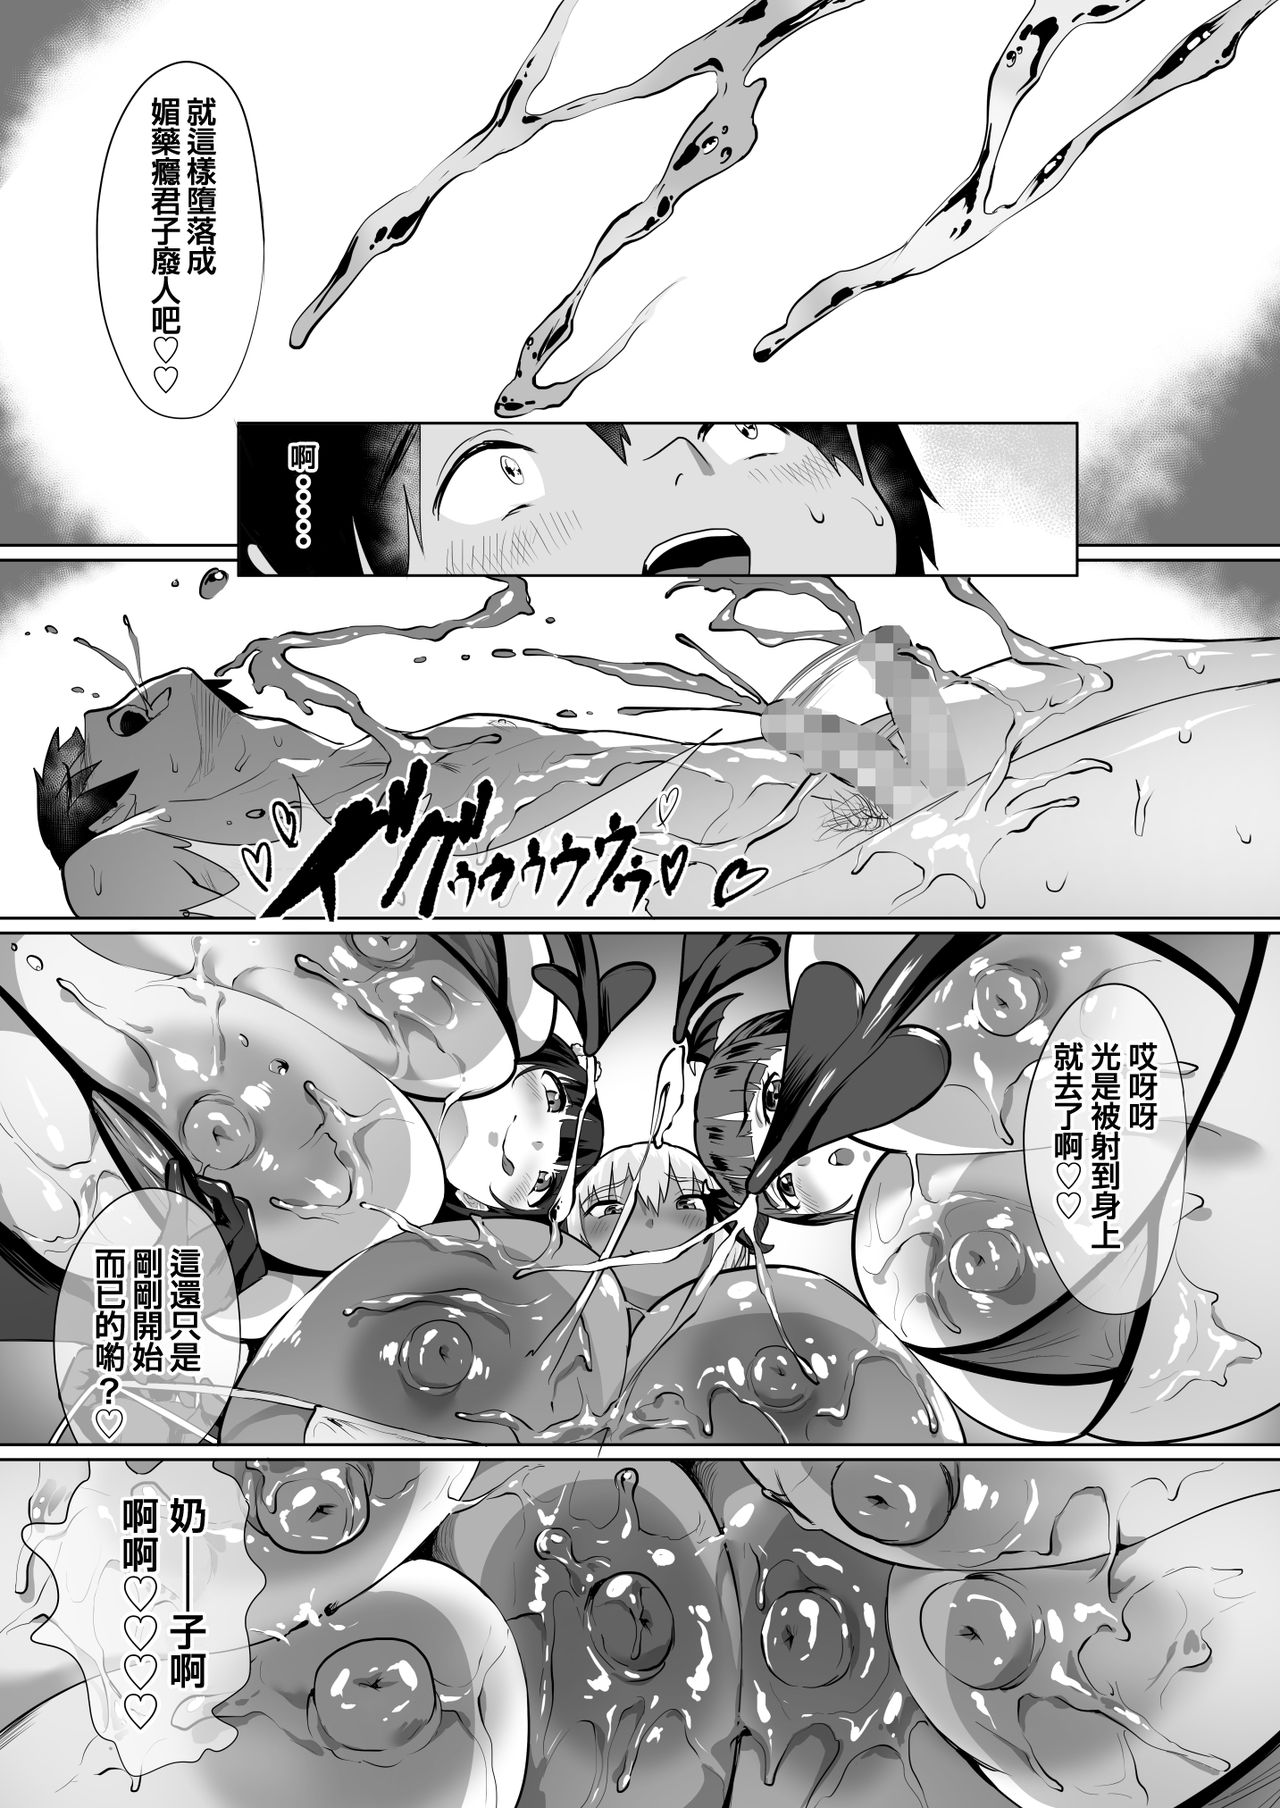 就這樣墮落成
媚藥癮君子廢人吧♡♡
啊○○○……
イグゥゥゥウウゥ♡♡
哎呀呀
光是被射到身上
就去了啊♡♡
這還只是
剛剛開始
而已的喲？♡
奶——子啊
啊啊♡♡♡♡